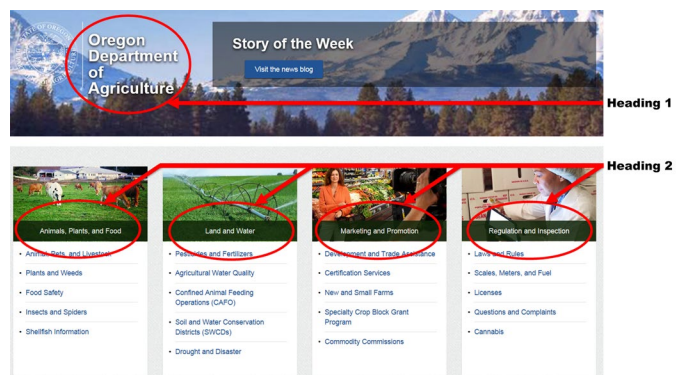 Oregon
Department
of
Agriculture
Story of the Week
Visit the news blog
Heading 1
Heading 2
Animals, Plants, and Food
Animal, Pets, and Livestock
Plants and Weeds
Food Safety
Insects and Spiders
Shellfish Information
Land and Water
Pesticides and Fertilizers
Agricultural Water Quality
Confined Animal Feeding
Operations (CAFO)
Soil and Water Conservation
Districts (SWCDs)
Drought and Disaster
Marketing and Promotion
Development and Trade Assistance
Certification Services
New and Small Farms
Specialty Crop Block Grant
Program
Commodity Commissions
Regulation and Inspection
Laws and Rules
Scales, Meters, and Fuel
Licenses
Questions and Complaints
Cannabis